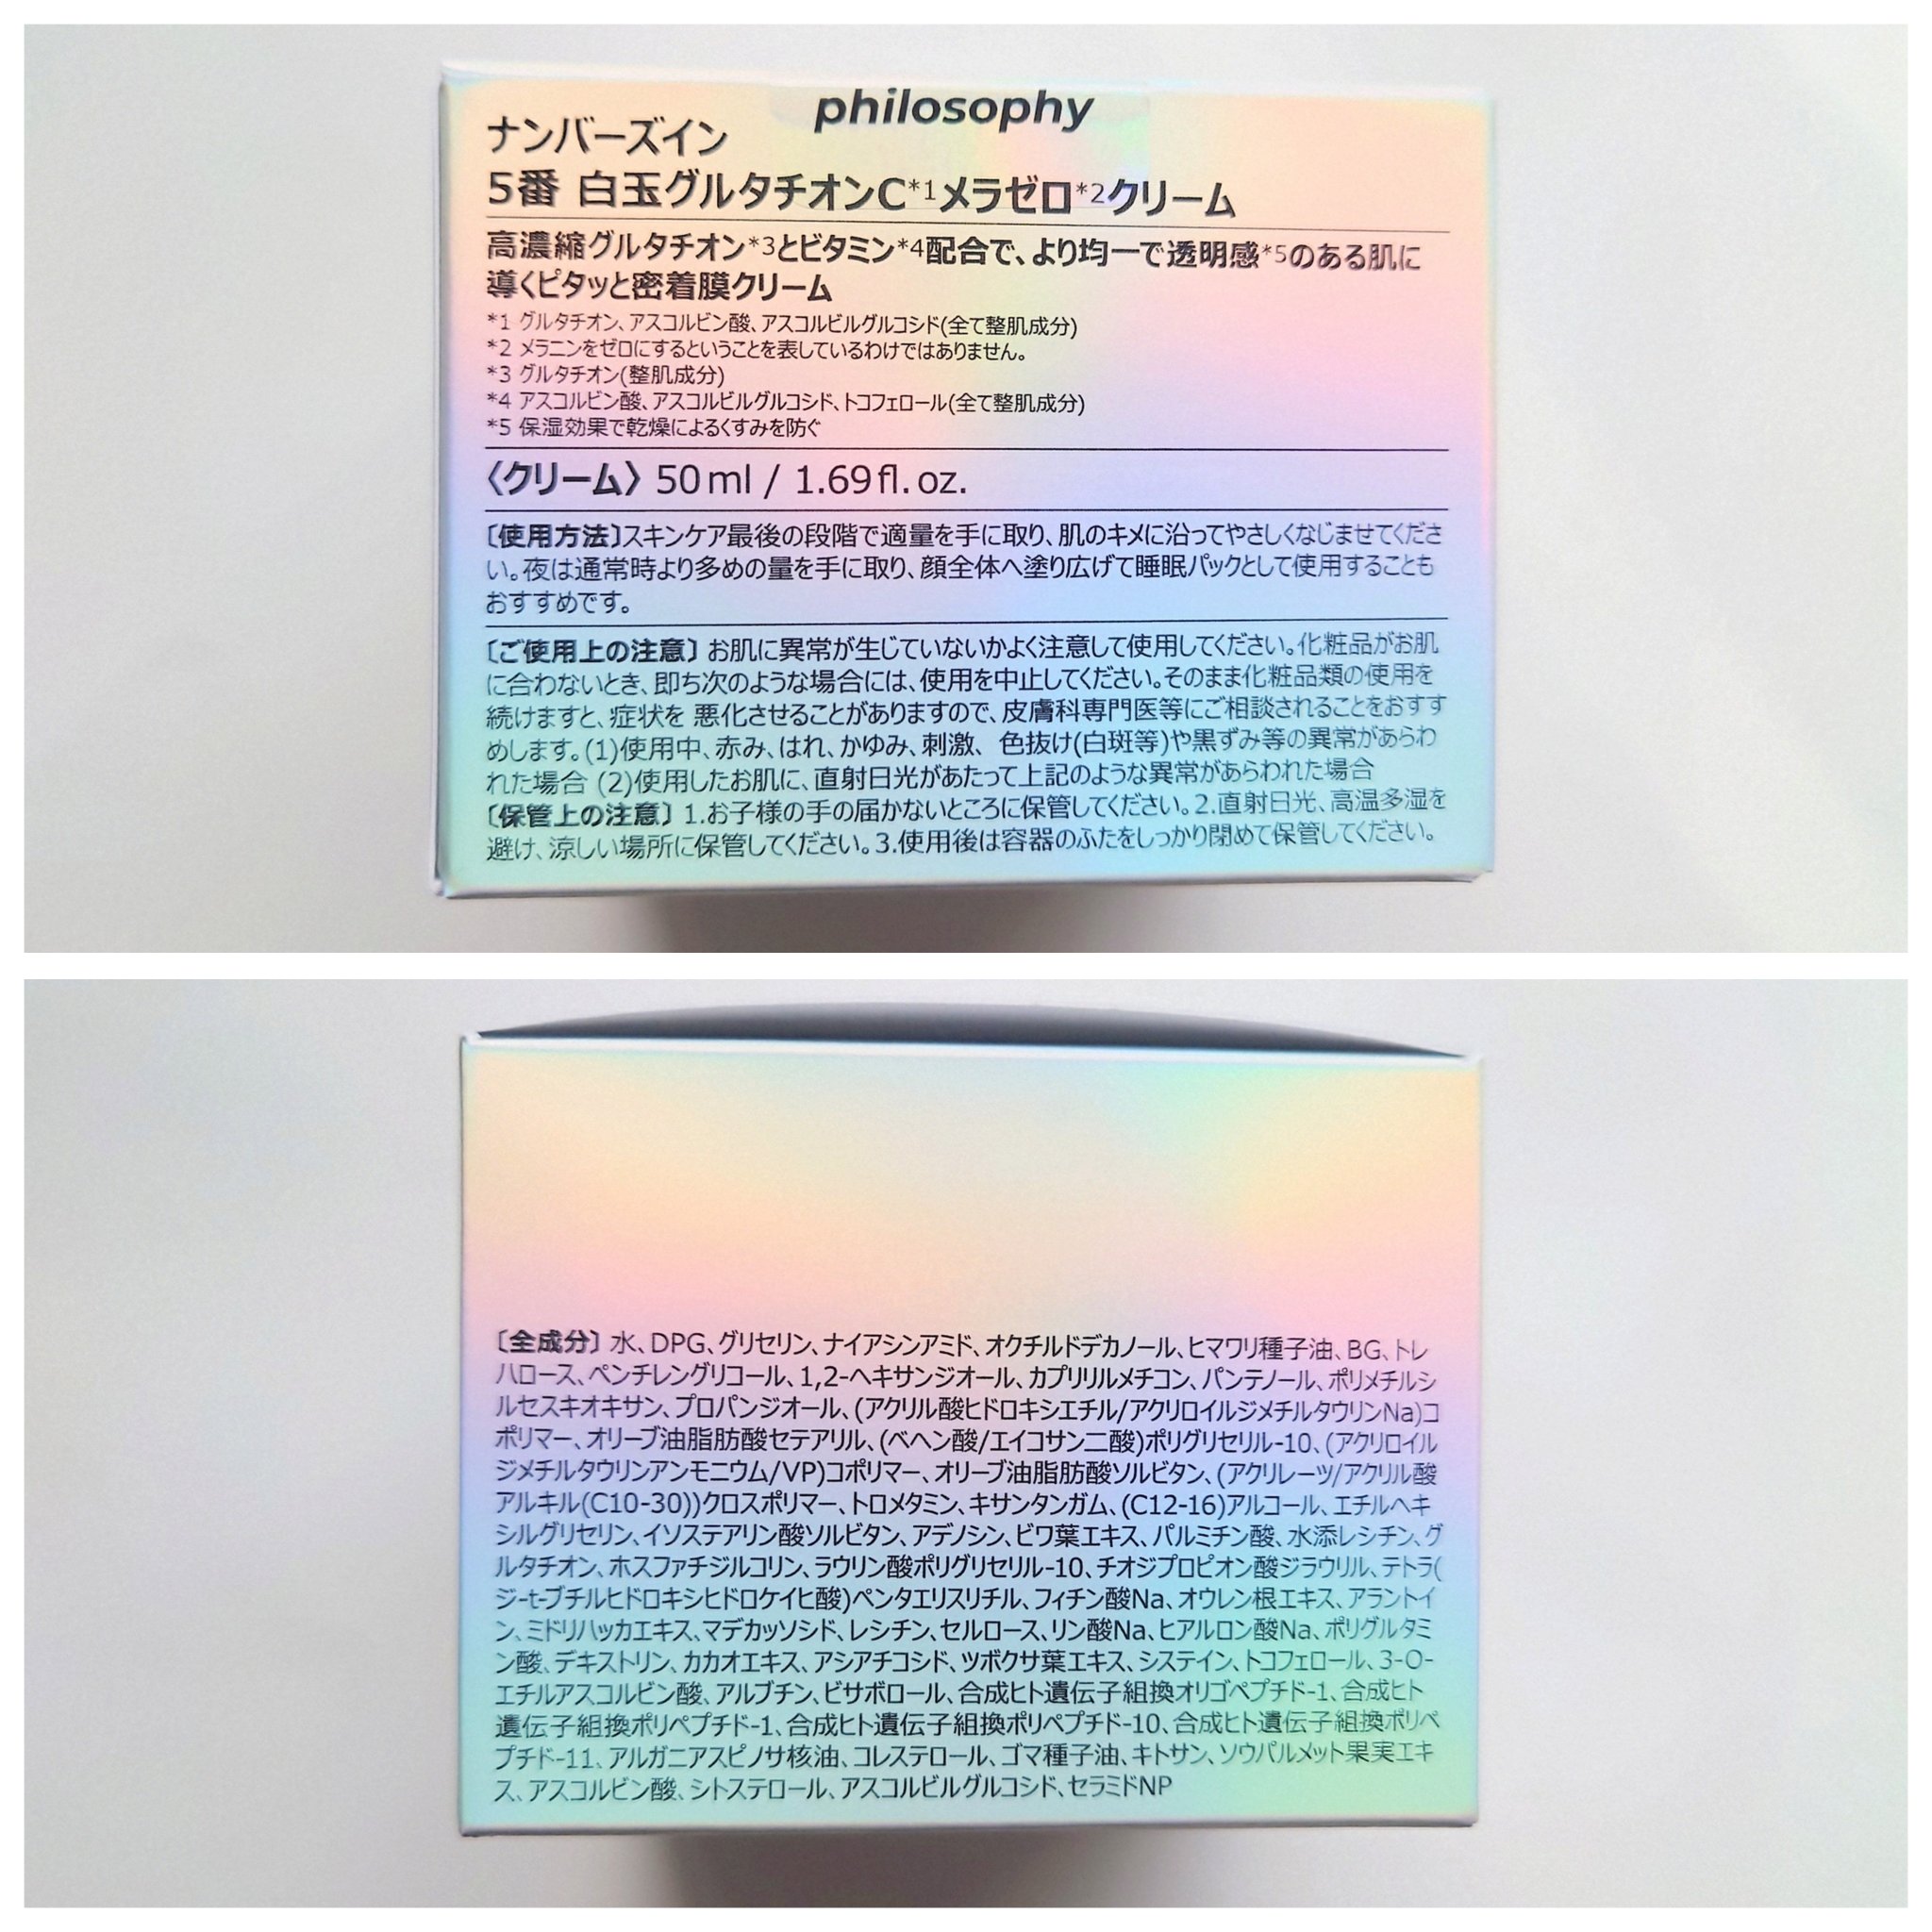 philosophy
ナンバーズイン
5番 白玉グルタチオンC*1メラゼロ*2クリーム
高濃縮グルタチオン*3とビタミン*4配合で、より均一で透明感*5のある肌に
導くピタッと密着膜クリーム
*1 グルタチオン、アスコルビン酸、アスコルビルグルコシド(全て整肌成分)
*2 メラニンをゼロにするということを表しているわけではありません。
*3 グルタチオン(整肌成分)
*4 アスコルビン酸、アスコルビルグルコシド、トコフェロール(全て整肌成分)
*5 保湿効果で乾燥によるくすみを防ぐ
〈クリーム〉 50ml / 1.69fl.oz.
〔使用方法〕スキンケア最後の段階で適量を手に取り、肌のキメに沿ってやさしくなじませてくださ
い。夜は通常時より多めの量を手に取り、顔全体へ塗り広げて睡眠パックとして使用することも
おすすめです。
〔ご使用上の注意〕お肌に異常が生じていないかよく注意して使用してください。化粧品がお肌
に合わないとき、即ち次のような場合には、使用を中止してください。そのまま化粧品類の使用を
続けますと、症状を 悪化させることがありますので、皮膚科専門医等にご相談されることをおすす
めします。(1)使用中、赤み、はれ、かゆみ、刺激、 色抜け(白斑等)や黒ずみ等の異常があらわ
れた場合 (2)使用したお肌に、直射日光があたって上記のような異常があらわれた場合
〔保管上の注意〕1.お子様の手の届かないところに保管してください。2.直射日光、高温多湿を
避け、涼しい場所に保管してください。3.使用後は容器のふたをしっかり閉めて保管してください。
〔全成分〕水、DPG、グリセリン、ナイアシンアミド、オクチルドデカノール、ヒマワリ種子油、BG、トレ
ハロース、ペンチレングリコール、1,2-ヘキサンジオール、カプリリルメチコン、パンテノール、ポリメチルシ
ルセスキオキサン、プロパンジオール、(アクリル酸ヒドロキシエチル/アクリロイルジメチルタウリンNa)コ
ポリマー、オリーブ油脂肪酸セテアリル、(ベヘン酸/エイコサン二酸)ポリグリセリル-10、(アクリロイル
ジメチルタウリンアンモニウム/VP)コポリマー、オリーブ油脂肪酸ソルビタン、(アクリレーツ/アクリル酸
アルキル(C10-30))クロスポリマー、トロメタミン、キサンタンガム、(C12-16)アルコール、エチルヘキ
シルグリセリン、イソステアリン酸ソルビタン、アデノシン、ビワ葉エキス、パルミチン酸、水添レシチン、グ
ルタチオン、ホスファチジルコリン、ラウリン酸ポリグリセリル-10、チオジプロピオン酸ジラウリル、テトラ(
ジ-t-ブチルヒドロキシヒドロケイヒ酸)ペンタエリスリチル、フィチン酸Na、オウレン根エキス、アラントイ
ン、ミドリハッカエキス、マデカッソシド、レシチン、セルロース、リン酸Na、ヒアルロン酸Na、ポリグルタミ
ン酸、デキストリン、カカオエキス、アシアチコシド、ツボクサ葉エキス、システイン、トコフェロール、3-O-
エチルアスコルビン酸、アルブチン、ビサボロール、合成ヒト遺伝子組換オリゴペプチド-1、合成ヒト
遺伝子組換ポリペプチド-1、合成ヒト遺伝子組換ポリペプチド-10、合成ヒト遺伝子組換ポリペ
プチド-11、アルガニアスピノサ核油、コレステロール、ゴマ種子油、キトサン、ソウパルメット果実エキ
ス、アスコルビン酸、シトステロール、アスコルビルグルコシド、セラミドNP